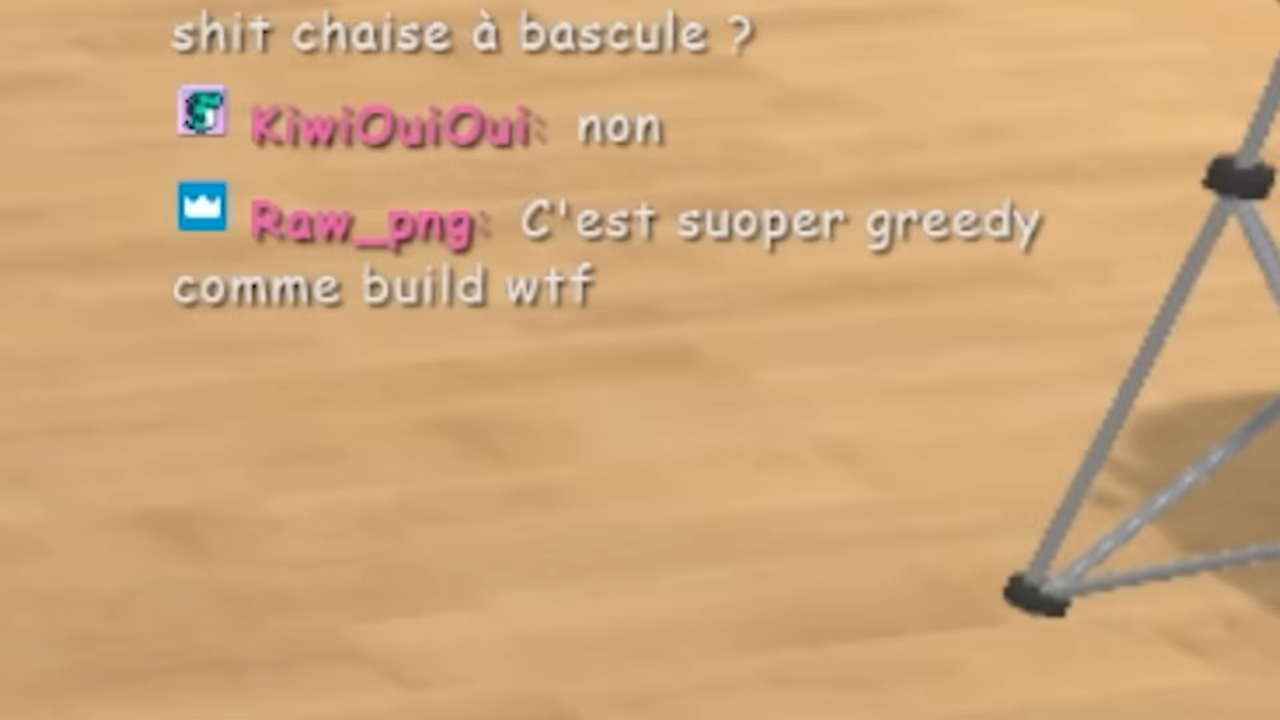 shit chaise à bascule ?
KiwiOuiOui: non
Raw_png: C'est suoper greedy
comme build wtf